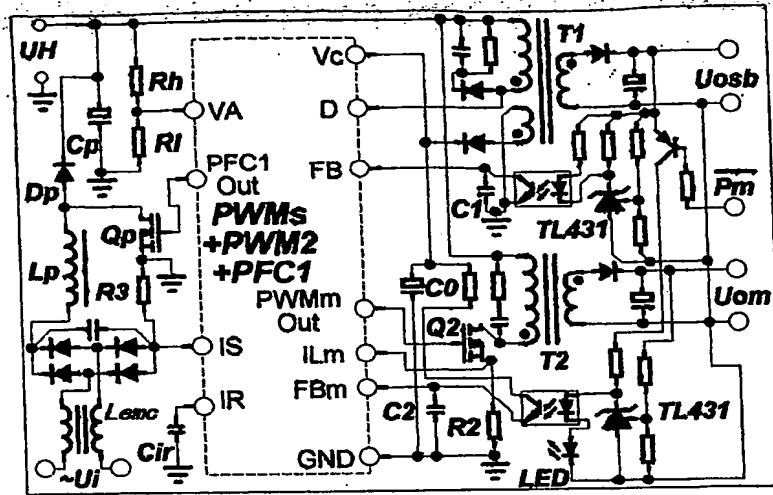 UH
Rh
Cp
Rl
Dp
Qp
Lp
R3
Lemc
~Ui
Cir
VA
PFC1
Out
PWMs
+PWM2
+PFC1
PWMm
Out
IS
ILm
IR
FBm
GND
Vc
D
FB
C1
C0
Q2
C2
R2
T1
Uosb
Pm
TL431
Uom
T2
TL431
LED